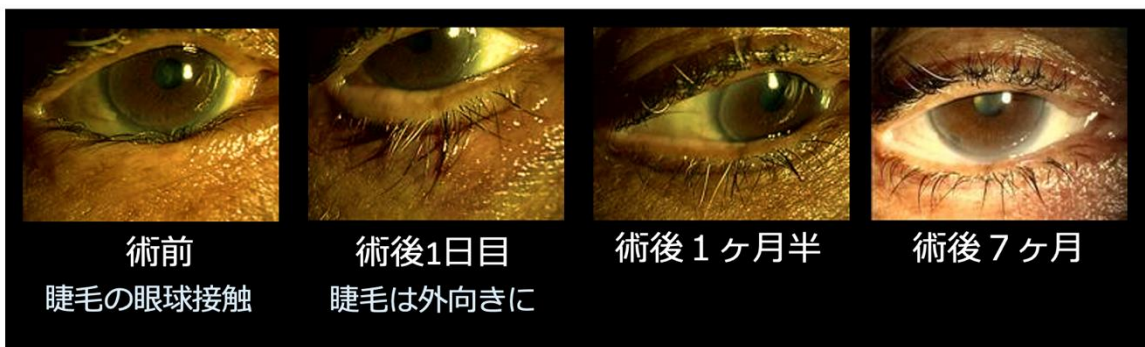 術前
睫毛の眼球接触
術後1日目
睫毛は外向きに
術後１ヶ月半
術後７ヶ月